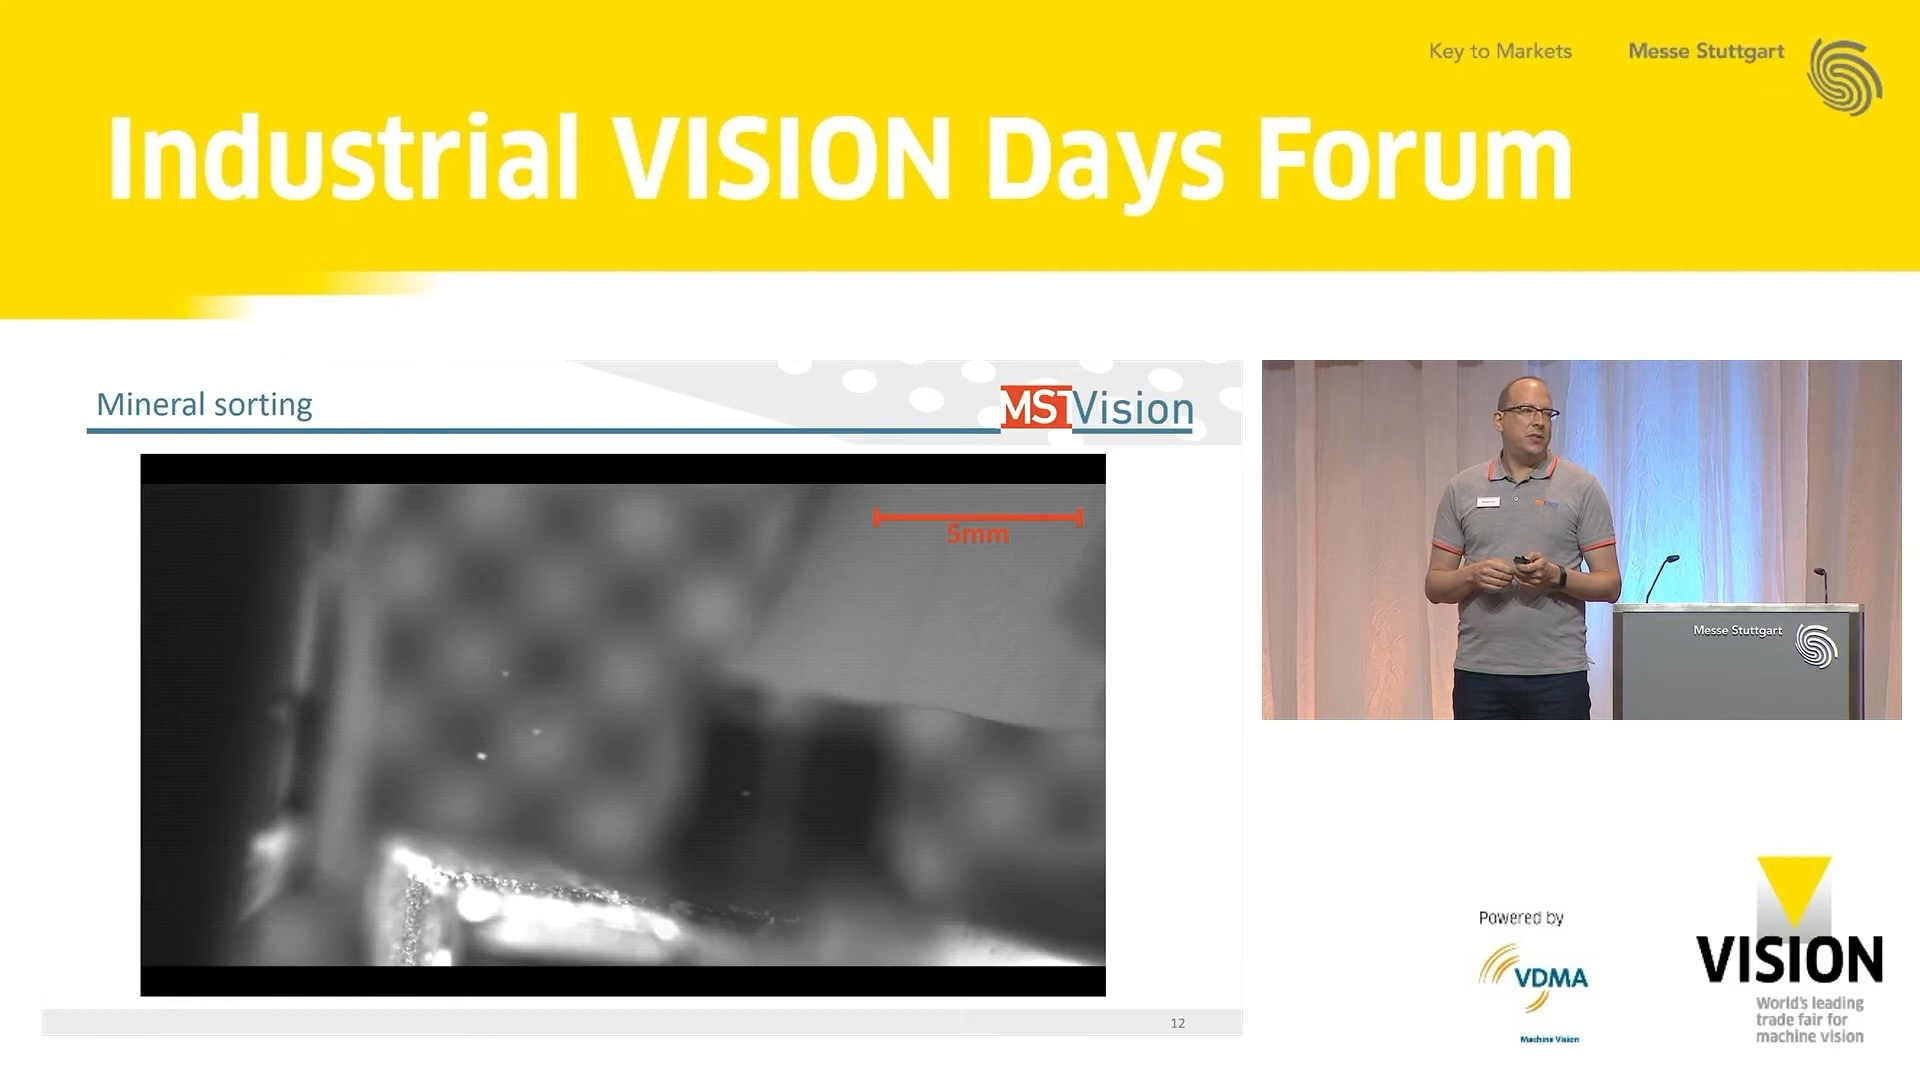 Key to Markets
Messe Stuttgart
Industrial VISION Days Forum
Mineral sorting
MSTVision
5mm
12
Messe Stuttgart
Powered by
VDMA
Machine Vision
VISION
World's leading
trade fair for
machine vision